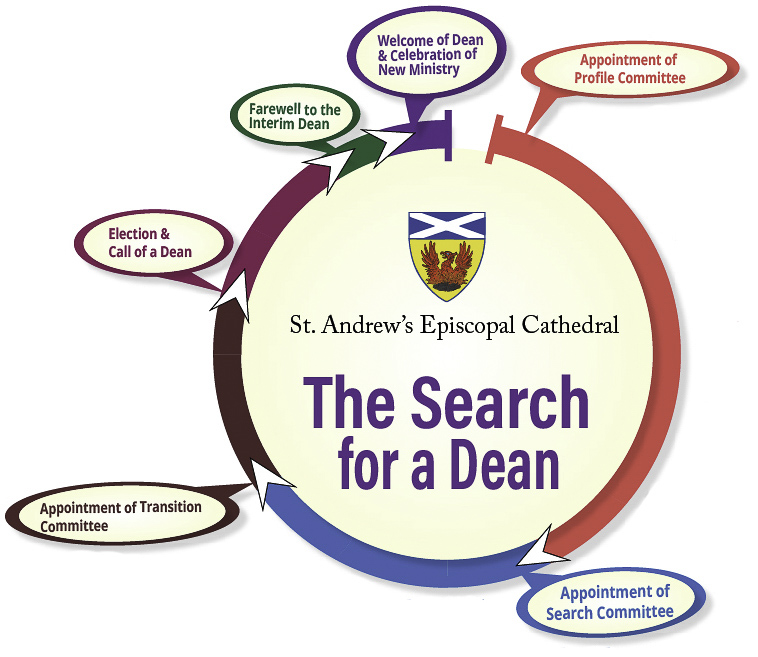 Welcome of Dean
& Celebration of
New Ministry
Appointment of
Profile Committee
Farewell to the
Interim Dean
Election &
Call of a Dean
St. Andrew's Episcopal Cathedral
The Search
for a Dean
Appointment of Transition
Committee
Appointment of
Search Committee